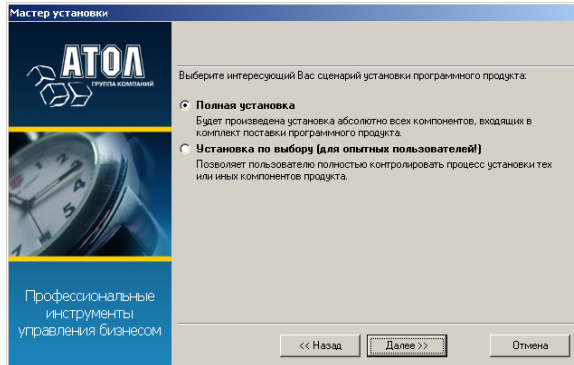 Мастер установки
АТОЛ
ГРУППА КОМПАНИЙ
Выберите интересующий Вас сценарий установки программного продукта:
Полная установка
Будет произведена установка абсолютно всех компонентов, входящих в
комплект поставки программного продукта.
Установка по выбору (для опытных пользователей!)
Позволяет пользователю полностью контролировать процесс установки тех
или иных компонентов продукта.
Профессиональные
инструменты
управления бизнесом
<< Назад
Далее >>
Отмена